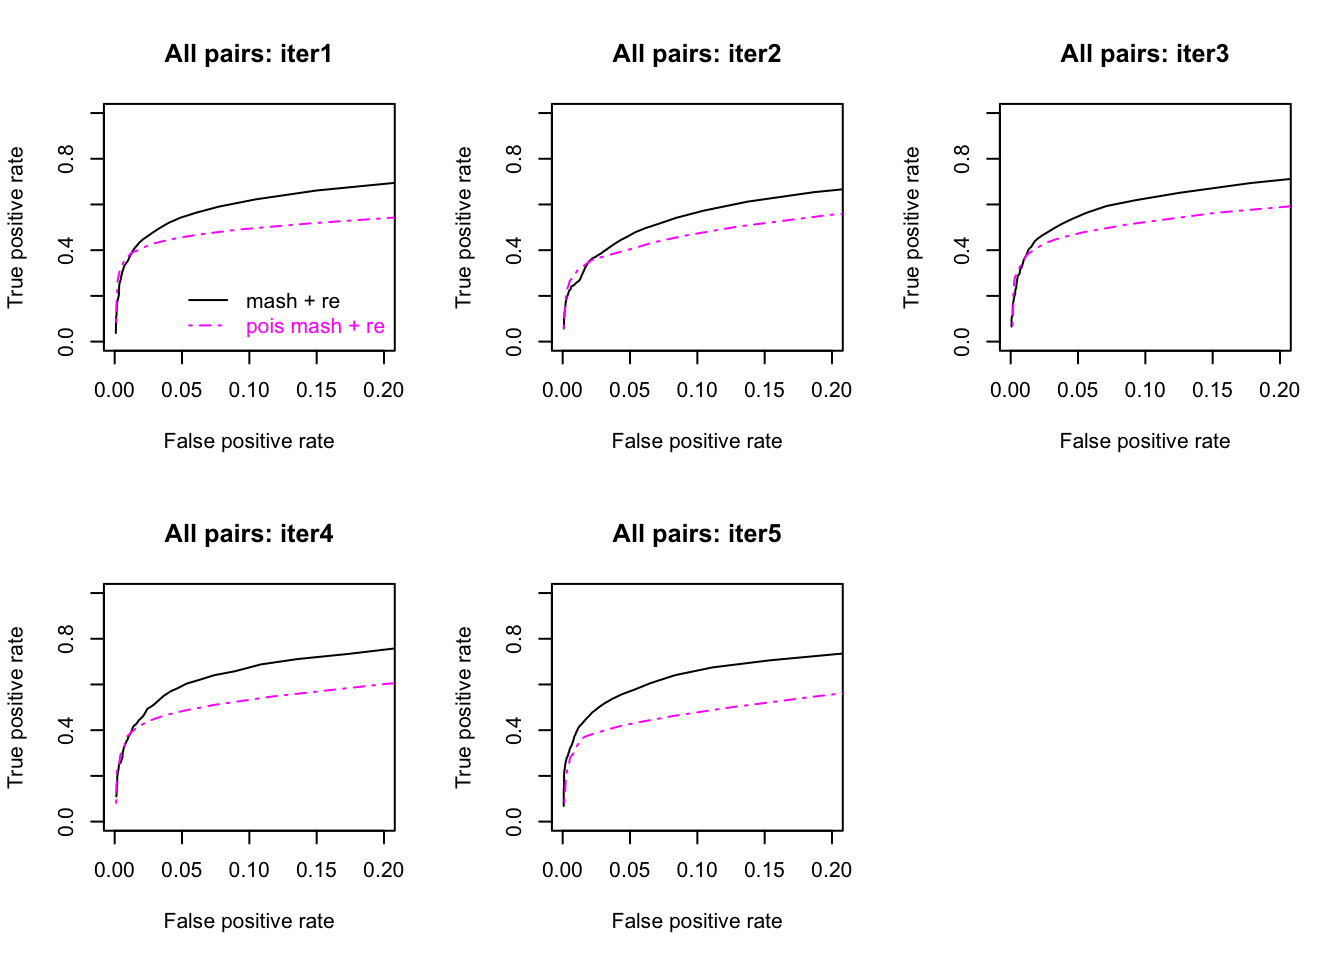 All pairs: iter1
True positive rate
0.8
0.4
0.0
mash + re
pois mash + re
0.00 0.05 0.10 0.15 0.20
False positive rate
All pairs: iter2
True positive rate
0.8
0.4
0.0
0.00 0.05 0.10 0.15 0.20
False positive rate
All pairs: iter3
True positive rate
0.8
0.4
0.0
0.00 0.05 0.10 0.15 0.20
False positive rate
All pairs: iter4
True positive rate
0.8
0.4
0.0
0.00 0.05 0.10 0.15 0.20
False positive rate
All pairs: iter5
True positive rate
0.8
0.4
0.0
0.00 0.05 0.10 0.15 0.20
False positive rate